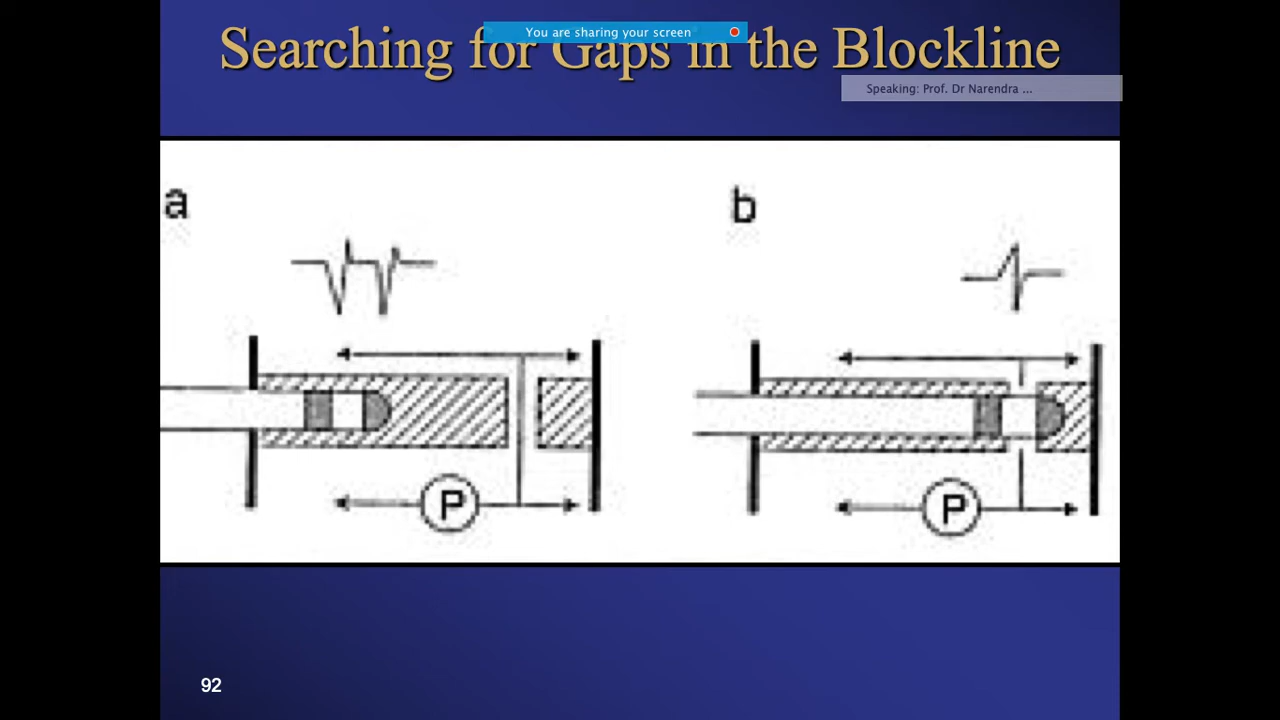 You are sharing your screen
Searching for Gaps in the Blockline
Speaking: Prof. Dr Narendra ...
a
b
P
P
92